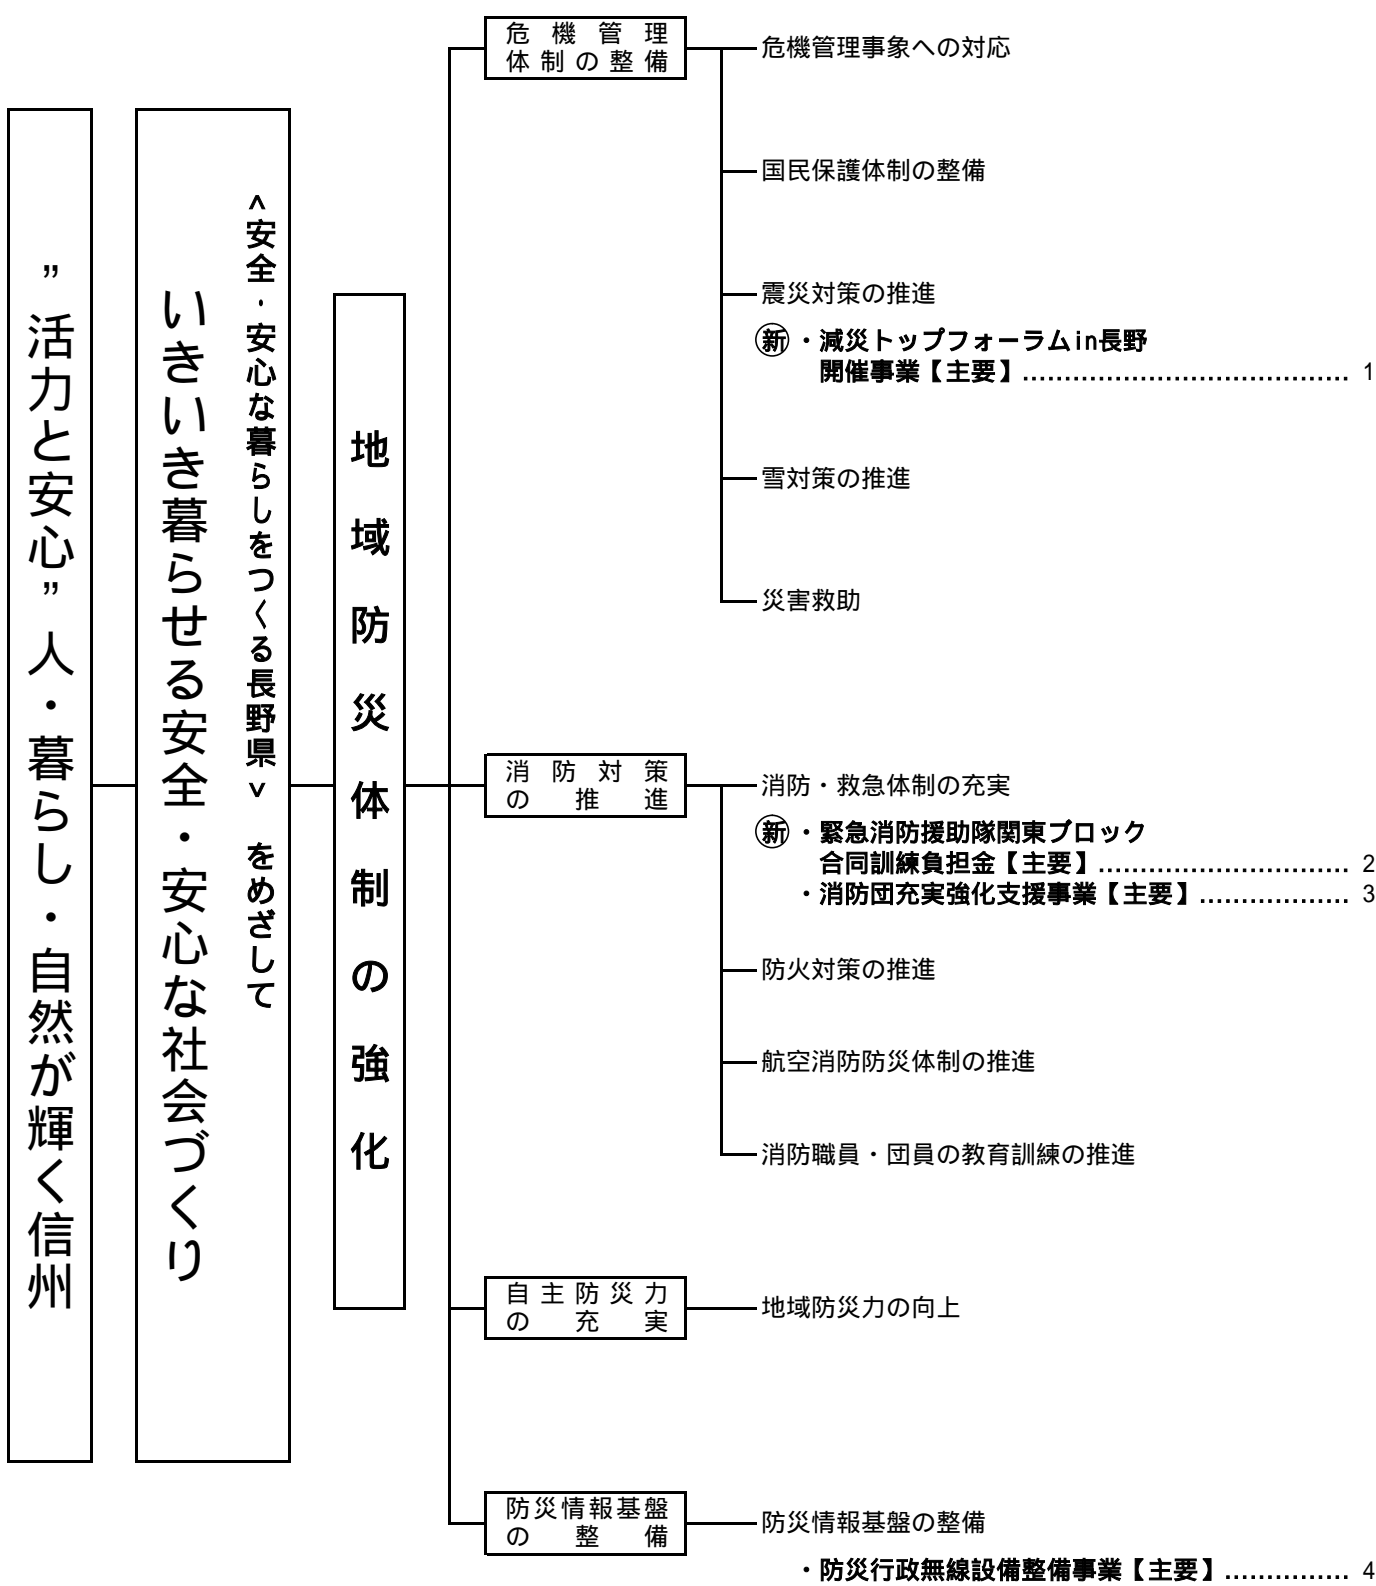 ”活力と安心”人・暮らし・自然が輝く信州
<安全・安心な暮らしをつくる長野県> をめざして
いきいき暮らせる安全・安心な社会づくり
地域防災体制の強化
危機管理
体制の整備
危機管理事象への対応
国民保護体制の整備
震災対策の推進
㊟新・減災トップフォーラムin長野
開催事業【主要】....................................... 1
雪対策の推進
災害救助
消防対策
の推進
消防・救急体制の充実
新・緊急消防援助隊関東ブロック
合同訓練負担金【主要】.............................. 2
・消防団充実強化支援事業【主要】.................. 3
防火対策の推進
航空消防防災体制の推進
消防職員・団員の教育訓練の推進
自主防災力
の充実
地域防災力の向上
防災情報基盤
の整備
防災情報基盤の整備
・防災行政無線設備整備事業【主要】............... 4